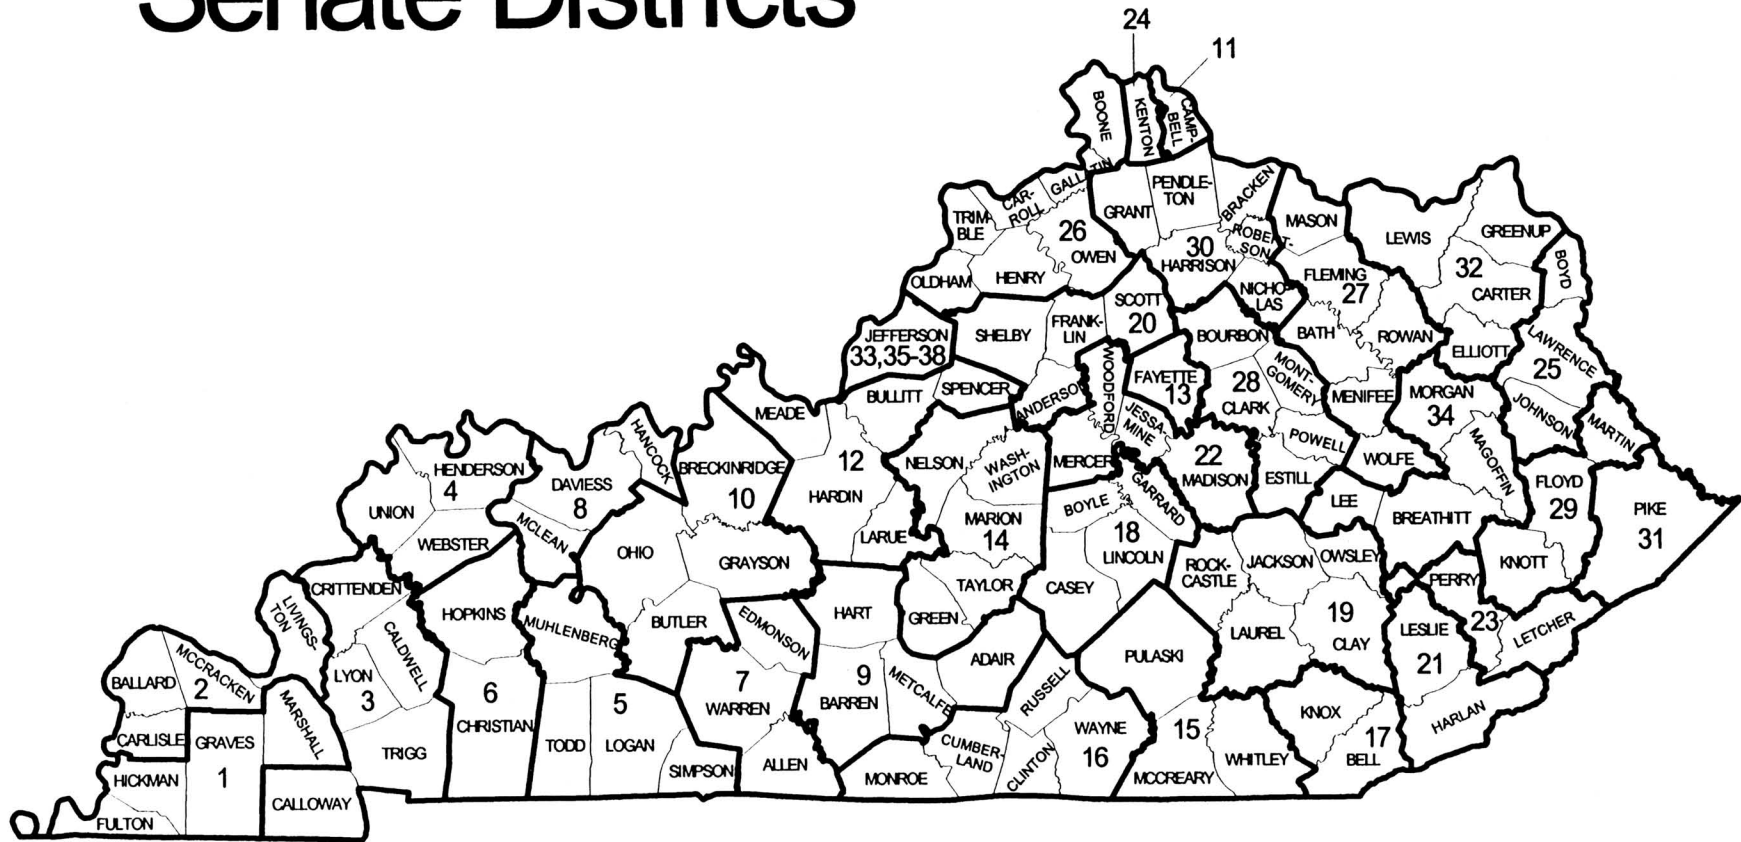 Senate Districts
24
11
BOONE
KENTON
CAMP-
BELL
TIN
GALL
CAR-
ROLL
TRIM-
BLE
GRANT
PENDLE-
TON
BRACKEN
MASON
LEWIS
GREENUP
26
OWEN
30
HARRISON
ROBERT-
SON
32
CARTER
BOYD
OLDHAM
HENRY
SCOTT
20
NICHO-
LAS
FLEMING
27
JEFFERSON
33,35-38
SHELBY
FRANK-
LIN
BOURBON
BATH
ROWAN
ELLIOTT
LAWRENCE
25
WOODFORD
FAYETTE
13
28
CLARK
MONT-
GOMERY
MENIFEE
MORGAN
34
JOHNSON
MARTIN
MEADE
BULLITT
SPENCER
ANDERSON
JESSA-
MINE
POWELL
WOLFE
MAGOFFIN
HENDERSON
4
DAVIESS
8
HANCOCK
BRECKINRIDGE
10
12
HARDIN
NELSON
WASH-
INGTON
MERCER
GARRARD
22
MADISON
ESTILL
LEE
BREATHITT
FLOYD
29
PIKE
31
UNION
WEBSTER
MCLEAN
OHIO
GRAYSON
LARUE
MARION
14
BOYLE
18
LINCOLN
ROCK-
CASTLE
JACKSON
OWSLEY
PERRY
KNOTT
CRITTENDEN
LIVINGS-
TON
HOPKINS
MUHLENBERG
BUTLER
EDMONSON
HART
GREEN
TAYLOR
CASEY
LAUREL
19
CLAY
LESLIE
21
23
LETCHER
BALLARD
MCCRACKEN
2
LYON
3
CALDWELL
6
CHRISTIAN
5
7
WARREN
9
BARREN
METCALFE
ADAIR
RUSSELL
PULASKI
KNOX
HARLAN
CARLISLE
GRAVES
MARSHALL
TRIGG
TODD
LOGAN
SIMPSON
ALLEN
MONROE
CUMBER-
LAND
CLINTON
WAYNE
16
15
MCCREARY
WHITLEY
17
BELL
HICKMAN
1
CALLOWAY
FULTON